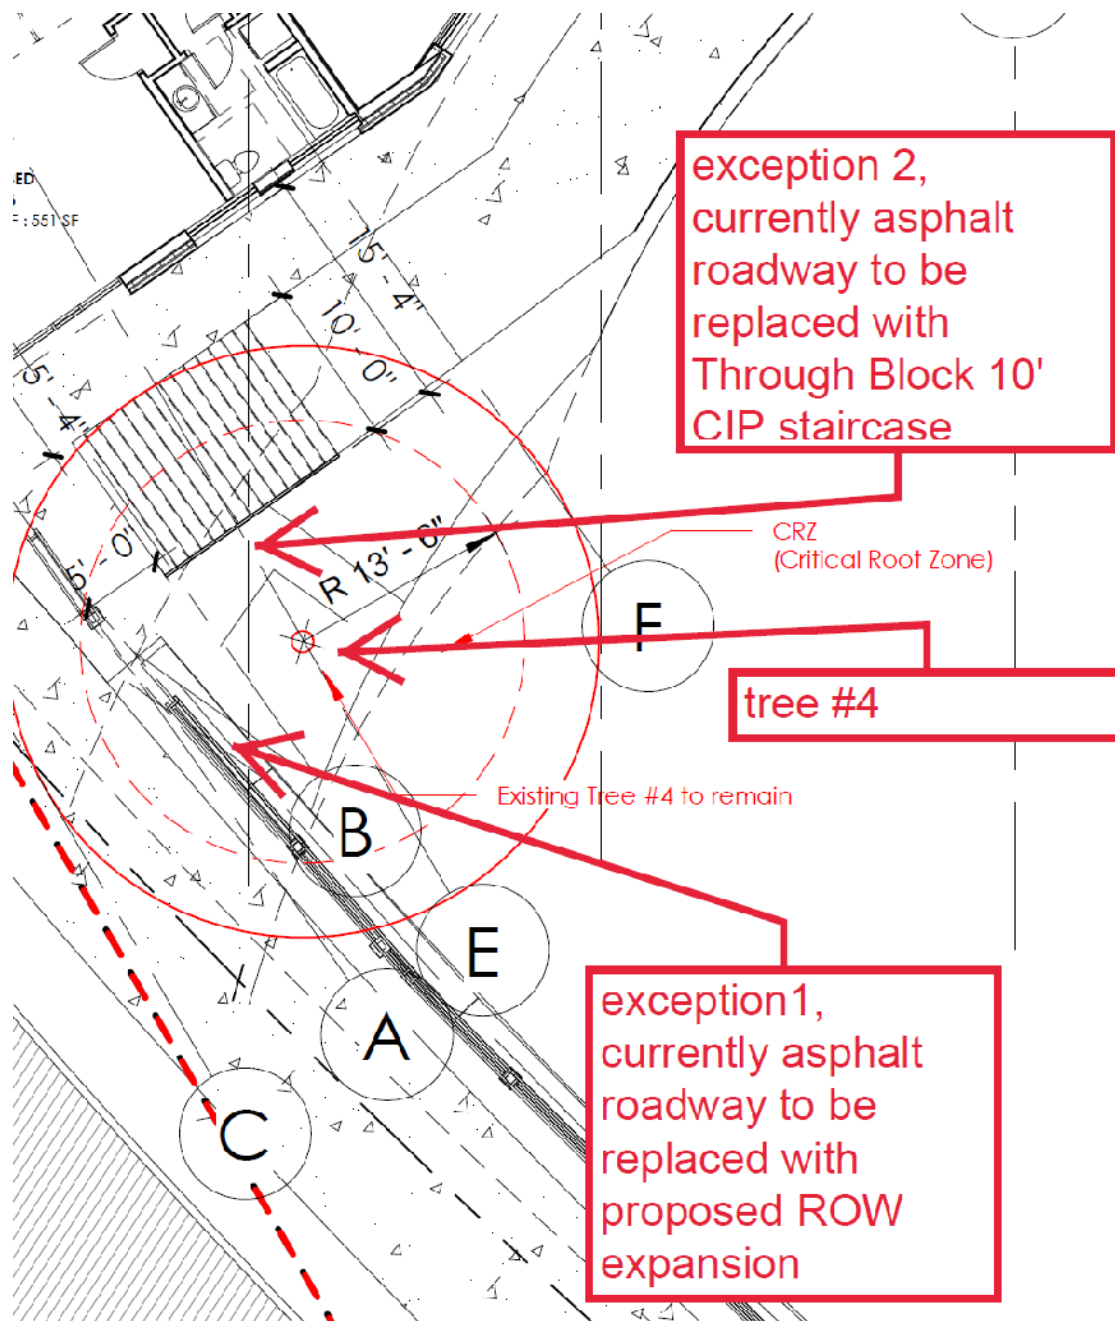 ED
F : 551 SF
exception 2,
currently asphalt
roadway to be
replaced with
Through Block 10'
CIP staircase
15' - 4"
10' - 0"
5' - 4"
5' - 0"
R 13' - 6"
CRZ
(Critical Root Zone)
F
tree #4
Existing Tree #4 to remain
B
E
A
C
exception1,
currently asphalt
roadway to be
replaced with
proposed ROW
expansion